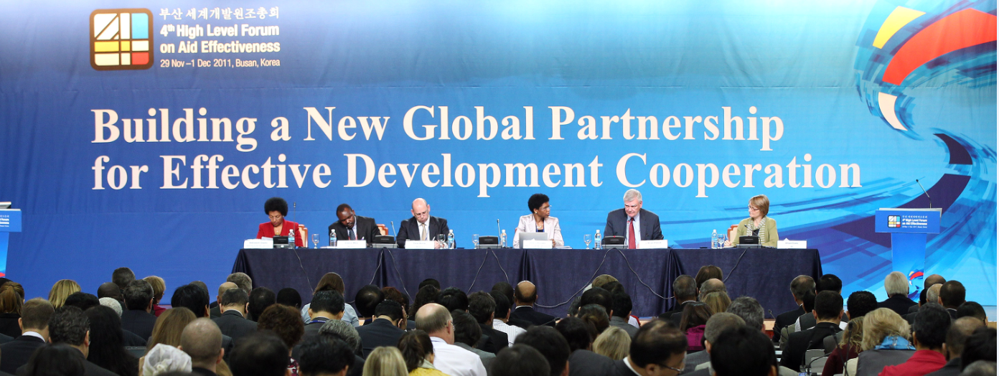 부산 세계개발원조총회
4th High Level Forum
on Aid Effectiveness
29 Nov – 1 Dec 2011, Busan, Korea
Building a New Global Partnership
for Effective Development Cooperation